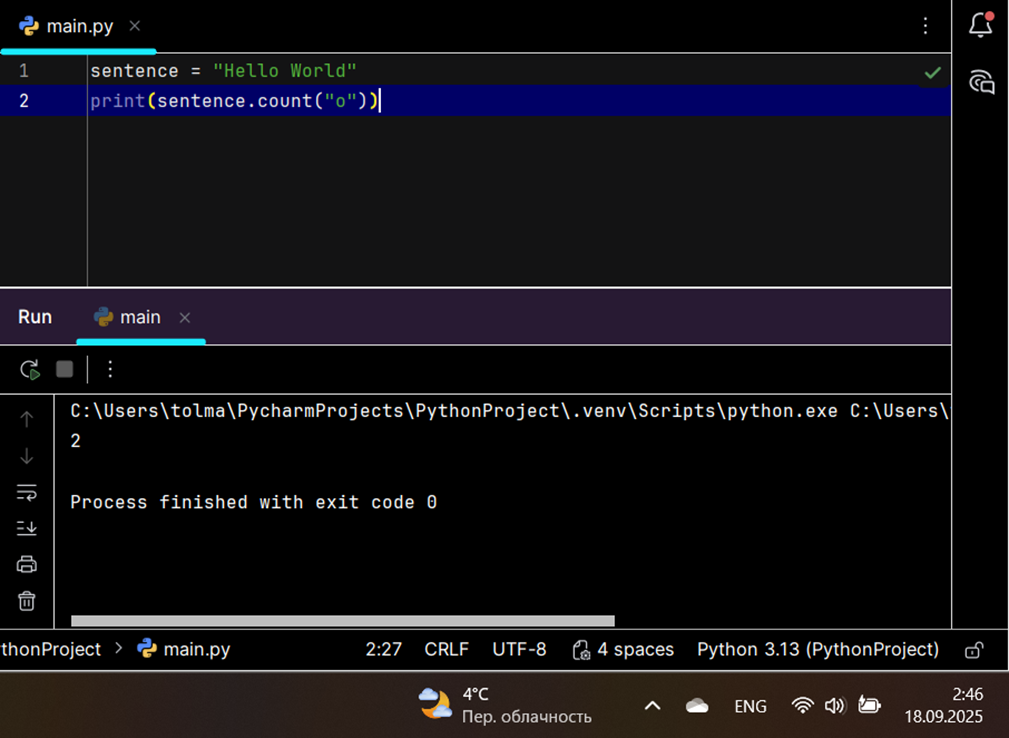 main.py
1 sentence = "Hello World"
2 print(sentence.count("o"))
Run main
C:\Users\tolma\PycharmProjects\PythonProject\.venv\Scripts\python.exe C:\Users\
2
Process finished with exit code 0
thonProject > main.py 2:27 CRLF UTF-8 4 spaces Python 3.13 (PythonProject)
4°C
Пер. облачность
ENG
2:46
18.09.2025